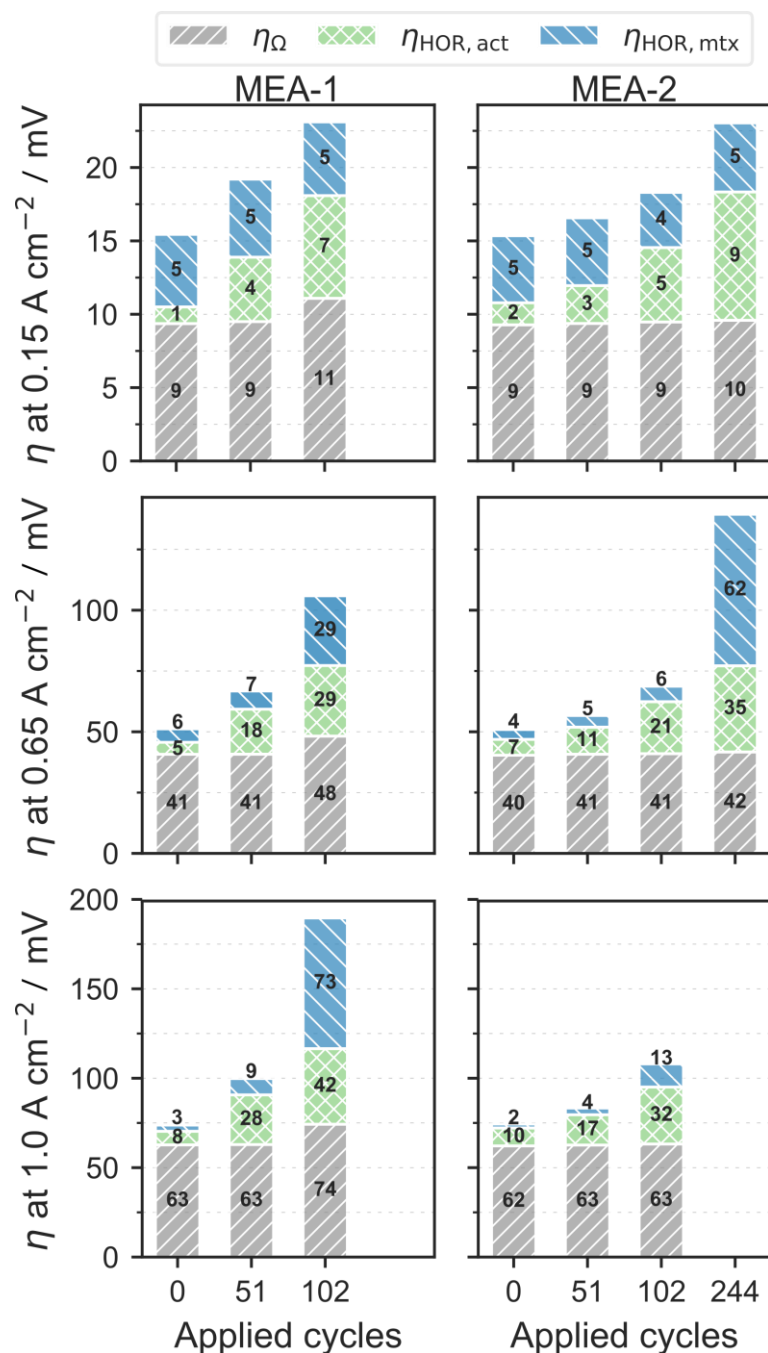 η_Ω η_HOR, act η_HOR, mtx
MEA-1 MEA-2
η at 0.15 A cm⁻² / mV
20
15
10
5
0
5 5 5
1 4 7
9 9 11
5 5 4 5
2 3 5 9
9 9 9 10
η at 0.65 A cm⁻² / mV
100
50
0
6 7 29
5 18 29
41 41 48
4 5 6 62
7 11 21 35
40 41 41 42
η at 1.0 A cm⁻² / mV
200
150
100
50
0
3 9 73
8 28 42
63 63 74
2 4 13
10 17 32
62 63 63
0 51 102 0 51 102 244
Applied cycles Applied cycles